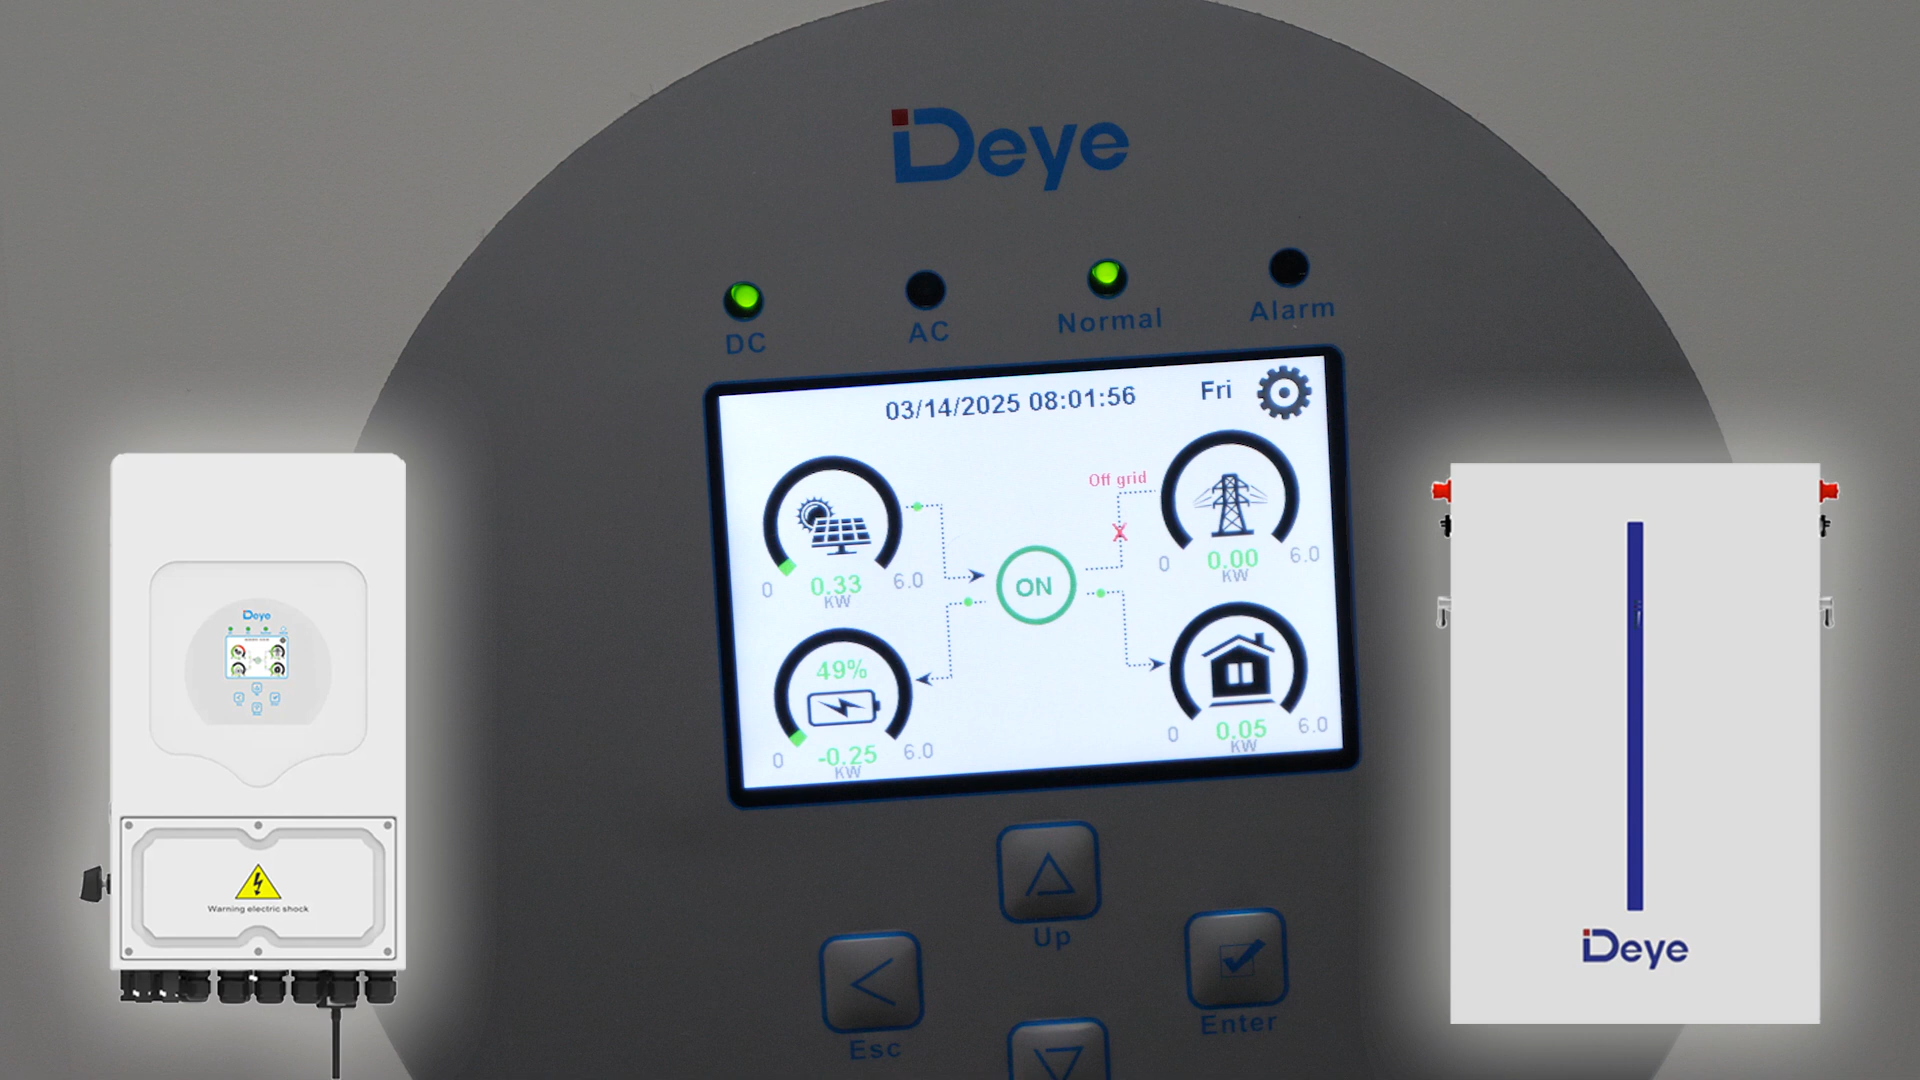 Deye
DC
AC
Normal
Alarm
03/14/2025 08:01:56
Fri
Off grid
X
0
0.33
6.0
KW
0
0.00
6.0
KW
ON
49%
0
-0.25
6.0
KW
0
0.05
6.0
KW
Up
Esc
Enter
Deye
Warning electric shock
Deye